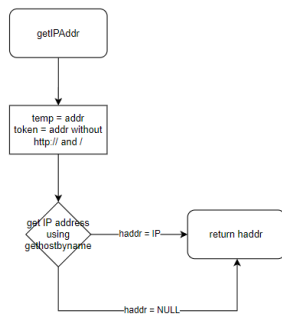 getIPAddr
temp = addr
token = addr without
http:// and /
get IP address
using
gethostbyname
haddr = IP
return haddr
haddr = NULL